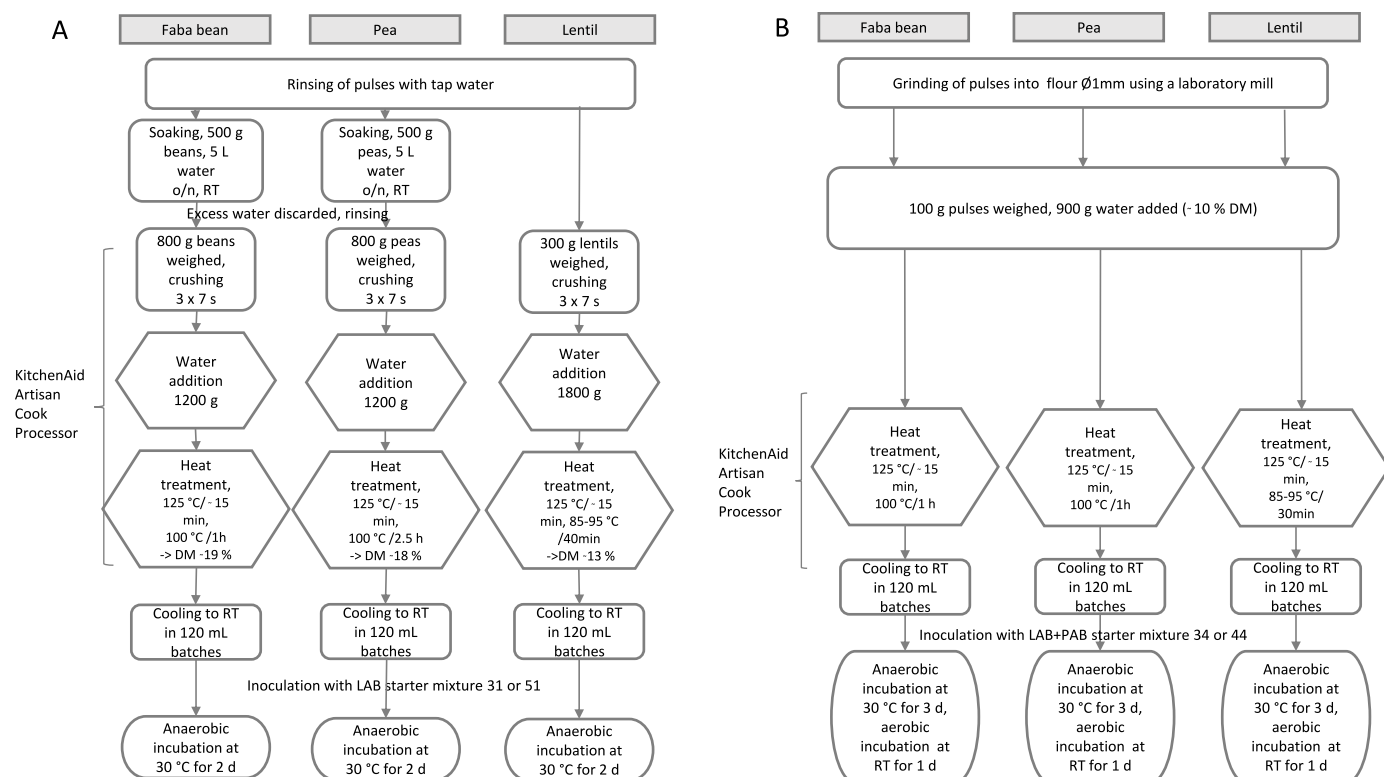 A
Faba bean
Pea
Lentil
Rinsing of pulses with tap water
Soaking, 500 g
beans, 5 L
water
o/n, RT
Soaking, 500 g
peas, 5 L
water
o/n, RT
Excess water discarded, rinsing
800 g beans
weighed,
crushing
3 x 7 s
800 g peas
weighed,
crushing
3 x 7 s
300 g lentils
weighed,
crushing
3 x 7 s
KitchenAid
Artisan
Cook
Processor
Water
addition
1200 g
Water
addition
1200 g
Water
addition
1800 g
Heat
treatment,
125 °C/ - 15
min,
100 °C /1h
-> DM -19 %
Heat
treatment,
125 °C/ - 15
min,
100 °C /2.5 h
-> DM -18 %
Heat
treatment,
125 °C/ - 15
min, 85-95 °C
/40min
->DM -13 %
Cooling to RT
in 120 mL
batches
Cooling to RT
in 120 mL
batches
Cooling to RT
in 120 mL
batches
Inoculation with LAB starter mixture 31 or 51
Anaerobic
incubation at
30 °C for 2 d
Anaerobic
incubation at
30 °C for 2 d
Anaerobic
incubation at
30 °C for 2 d
B
Faba bean
Pea
Lentil
Grinding of pulses into flour Ø1mm using a laboratory mill
100 g pulses weighed, 900 g water added (- 10 % DM)
KitchenAid
Artisan
Cook
Processor
Heat
treatment,
125 °C/ - 15
min,
100 °C /1 h
Heat
treatment,
125 °C/ - 15
min,
100 °C /1h
Heat
treatment,
125 °C/ - 15
min,
85-95 °C/
30min
Cooling to RT
in 120 mL
batches
Cooling to RT
in 120 mL
batches
Cooling to RT
in 120 mL
batches
Inoculation with LAB+PAB starter mixture 34 or 44
Anaerobic
incubation at
30 °C for 3 d,
aerobic
incubation at
RT for 1 d
Anaerobic
incubation at
30 °C for 3 d,
aerobic
incubation at
RT for 1 d
Anaerobic
incubation at
30 °C for 3 d,
aerobic
incubation at
RT for 1 d